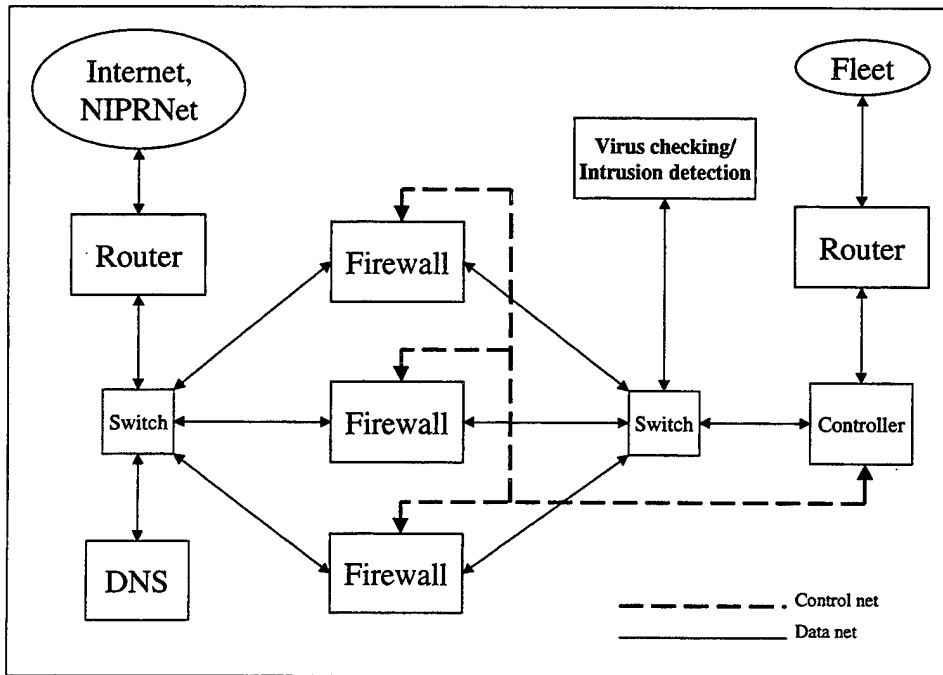 Internet,
NIPRNet
Fleet
Virus checking/
Intrusion detection
Router
Firewall
Router
Switch
Firewall
Switch
Controller
DNS
Firewall
Control net
Data net